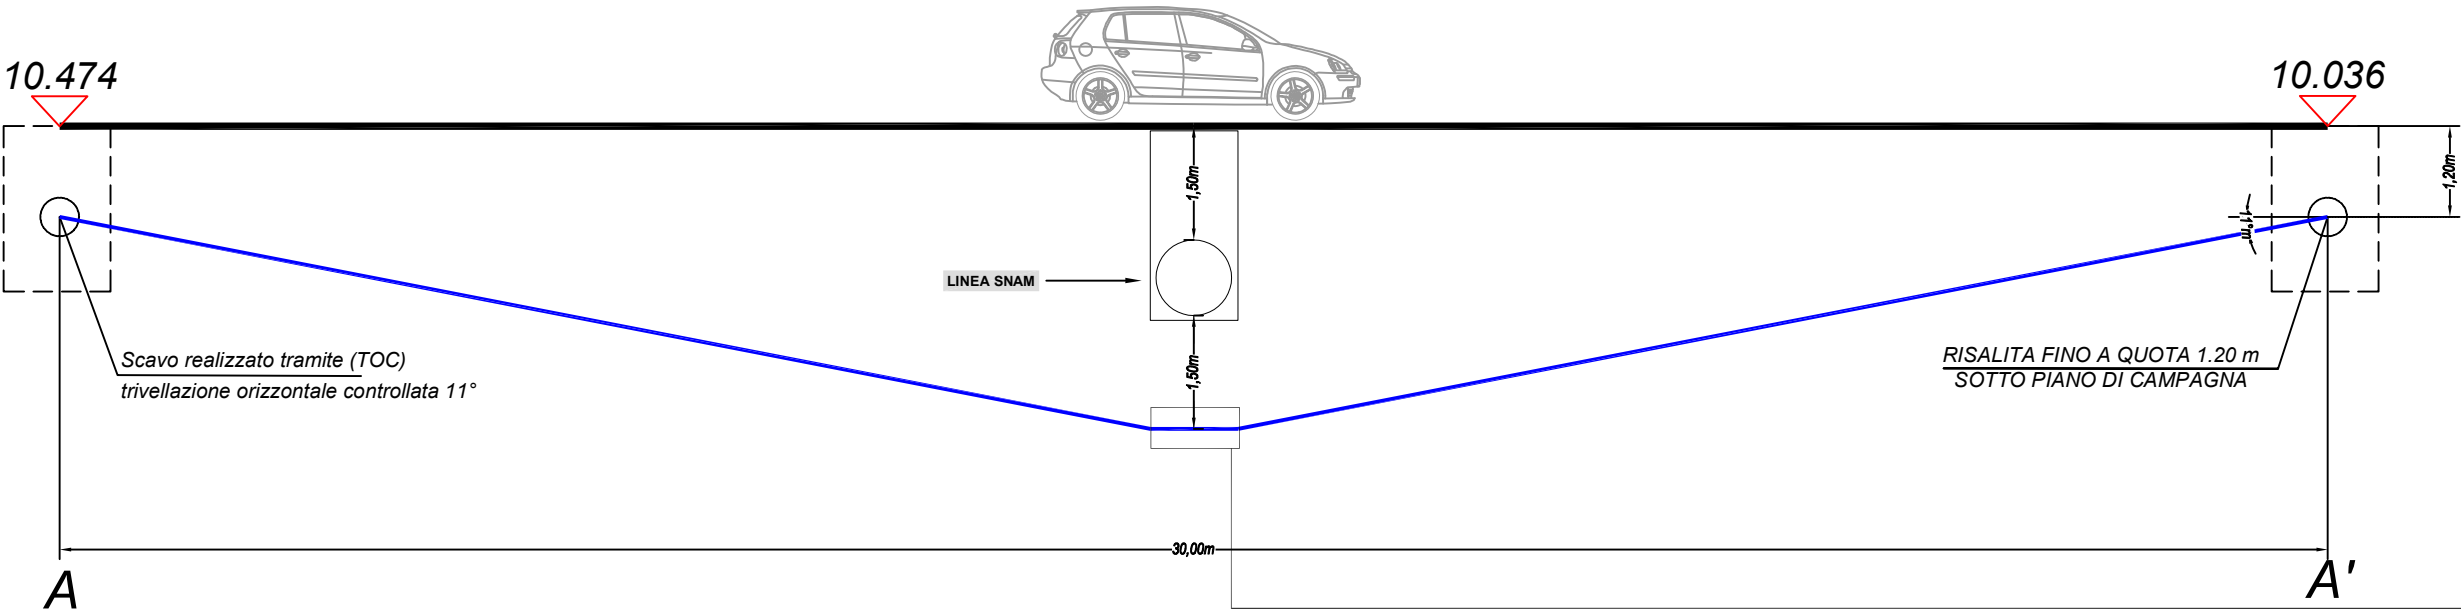 10.474
10.036
1,50m
1,20m
11°m
LINEA SNAM
1,50m
Scavo realizzato tramite (TOC)
trivellazione orizzontale controllata 11°
RISALITA FINO A QUOTA 1.20 m
SOTTO PIANO DI CAMPAGNA
30,00m
A
A'